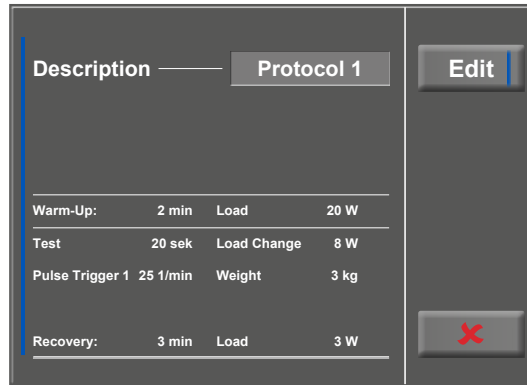 Description Protocol 1 Edit
Warm-Up: 2 min Load 20 W
Test 20 sek Load Change 8 W
Pulse Trigger 1 25 1/min Weight 3 kg
Recovery: 3 min Load 3 W